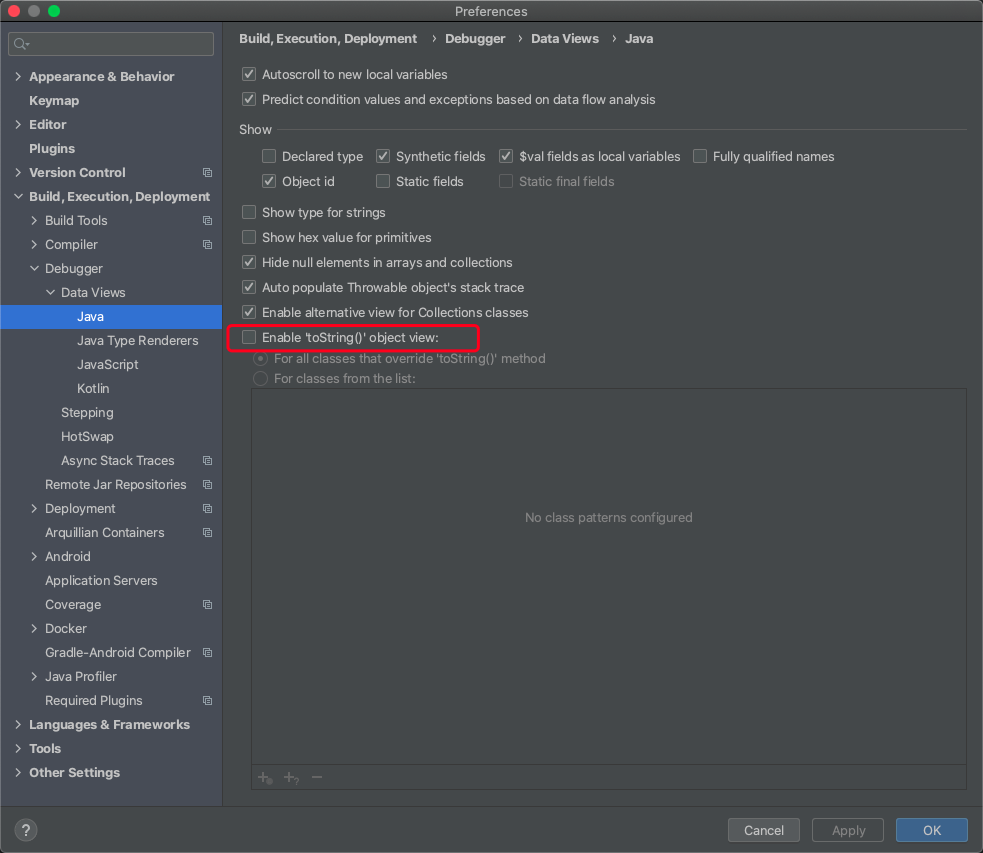 Preferences
Build, Execution, Deployment › Debugger › Data Views › Java
Appearance & Behavior
Keymap
Editor
Plugins
Version Control
Build, Execution, Deployment
Build Tools
Compiler
Debugger
Data Views
Java
Java Type Renderers
JavaScript
Kotlin
Stepping
HotSwap
Async Stack Traces
Remote Jar Repositories
Deployment
Arquillian Containers
Android
Application Servers
Coverage
Docker
Gradle-Android Compiler
Java Profiler
Required Plugins
Languages & Frameworks
Tools
Other Settings
Autoscroll to new local variables
Predict condition values and exceptions based on data flow analysis
Show
Declared type Synthetic fields $val fields as local variables Fully qualified names
Object id Static fields Static final fields
Show type for strings
Show hex value for primitives
Hide null elements in arrays and collections
Auto populate Throwable object's stack trace
Enable alternative view for Collections classes
Enable 'toString()' object view:
For all classes that override 'toString()' method
For classes from the list:
No class patterns configured
? Cancel Apply OK